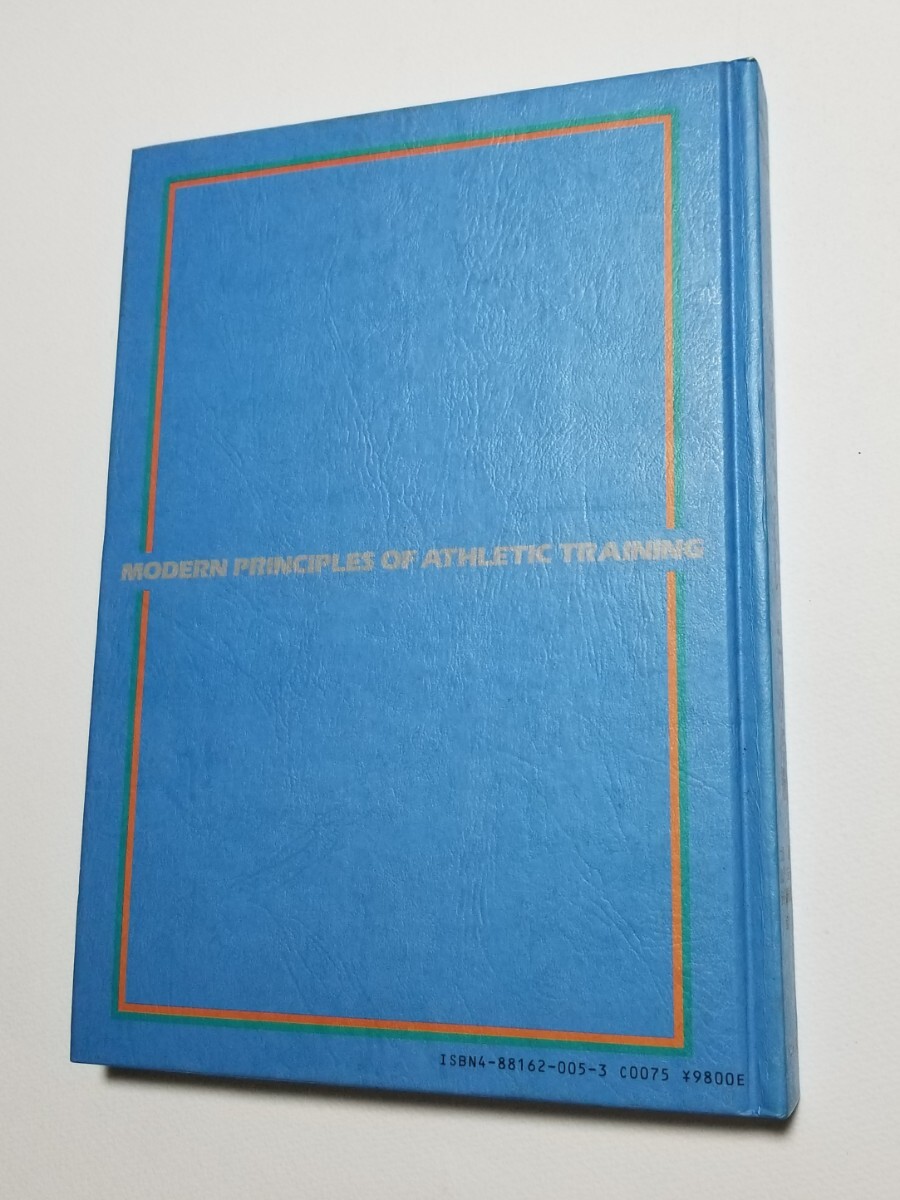 MODERN PRINCIPLES OF ATHLETIC TRAINING
ISBN4-88162-005-3 C0075 ¥9800E